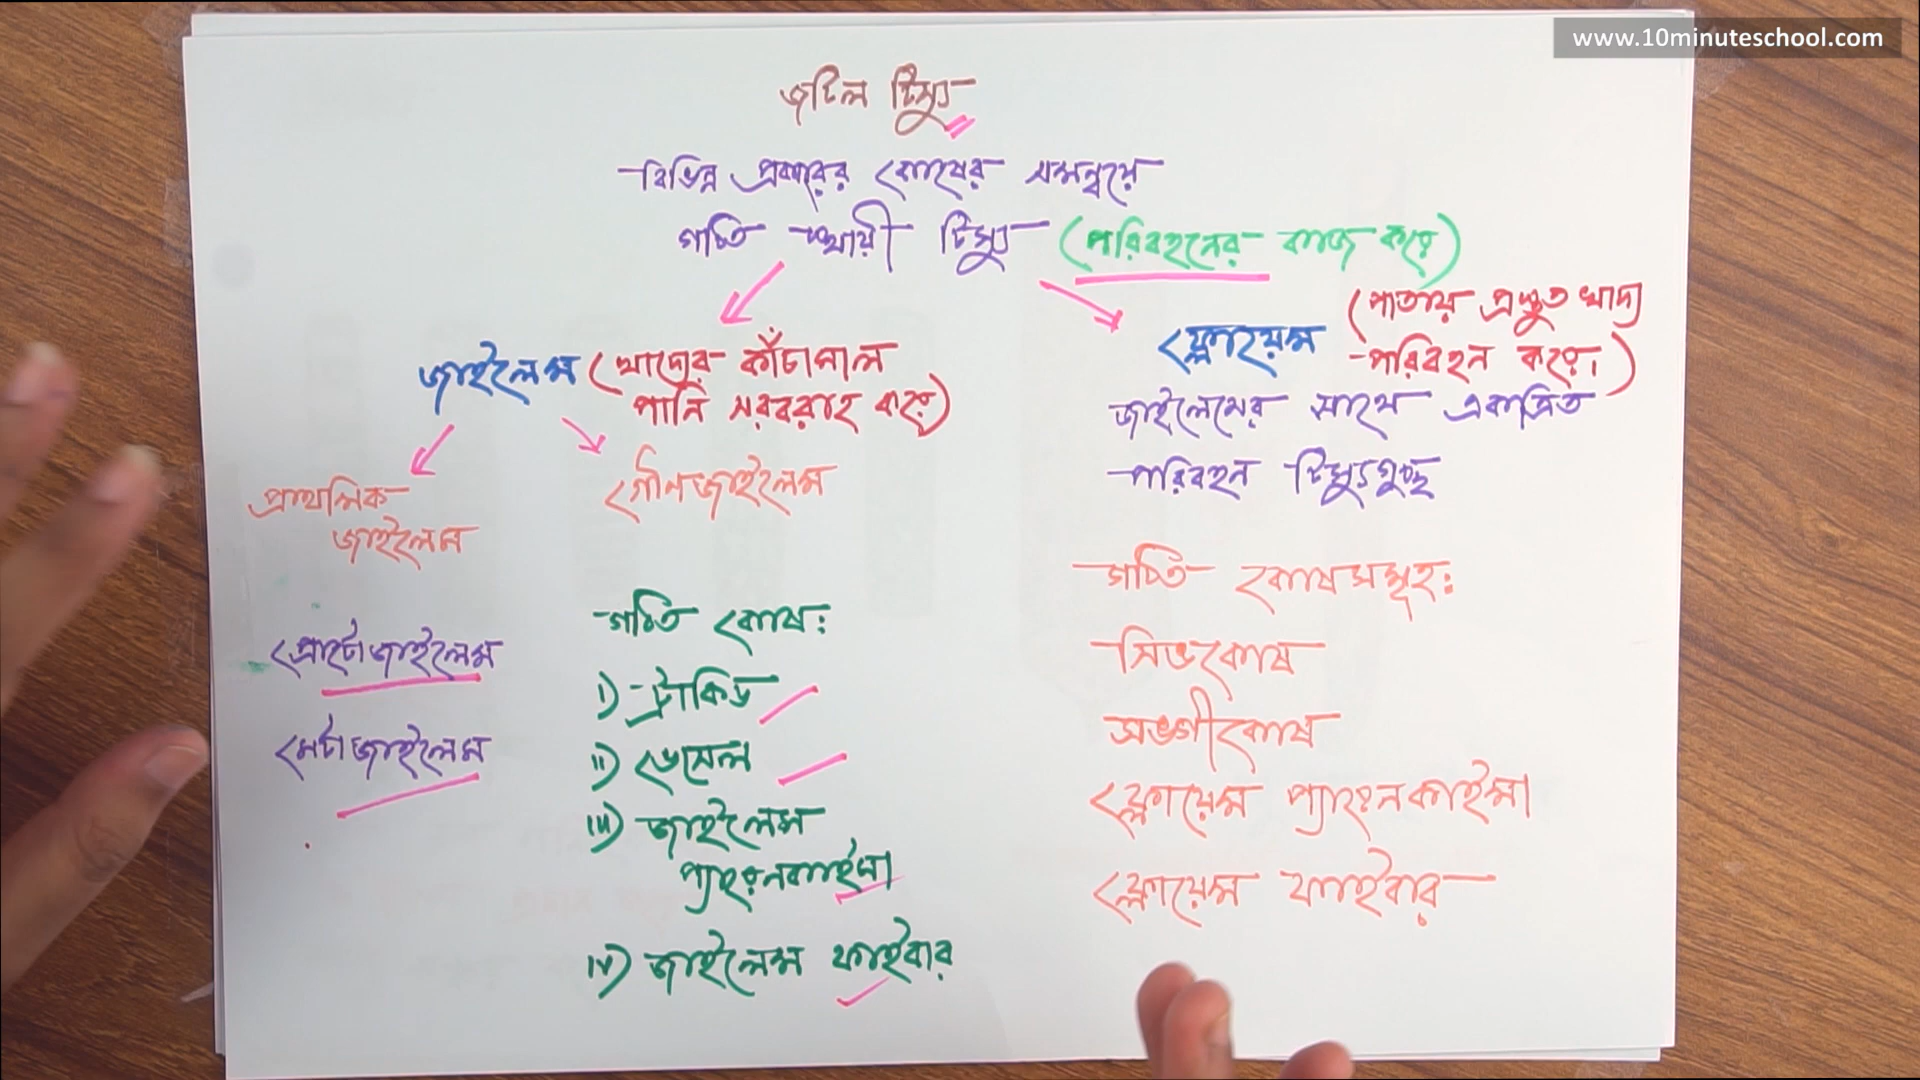 www.10minuteschool.com
জটিল টিস্যু
বিভিন্ন প্রকারের কোষের সমন্বয়ে
গঠিত স্থায়ী টিস্যু (পরিবহনের কাজ করে)
জাইলেম (খাদ্যের কাঁচামাল
পানি সরবরাহ করে)
প্রাথমিক
জাইলেম
গৌনজাইলেম
প্রোটোজাইলেম
মেটাজাইলেম
গঠিত কোষ:
i) ট্রাকিড
ii) ভেসেল
iii) জাইলেম
প্যারেনকাইমা
iv) জাইলেম ফাইবার
ফ্লোয়েম (পাতায় প্রস্তুত খাদ্য
পরিবহন করে।)
জাইলেমের সাথে একত্রিত
পরিবহন টিস্যুগুচ্ছ
গঠিত কোষসমূহ:
সিভকোষ
সঙ্গীকোষ
ফ্লোয়েম প্যারেনকাইমা
ফ্লোয়েম ফাইবার